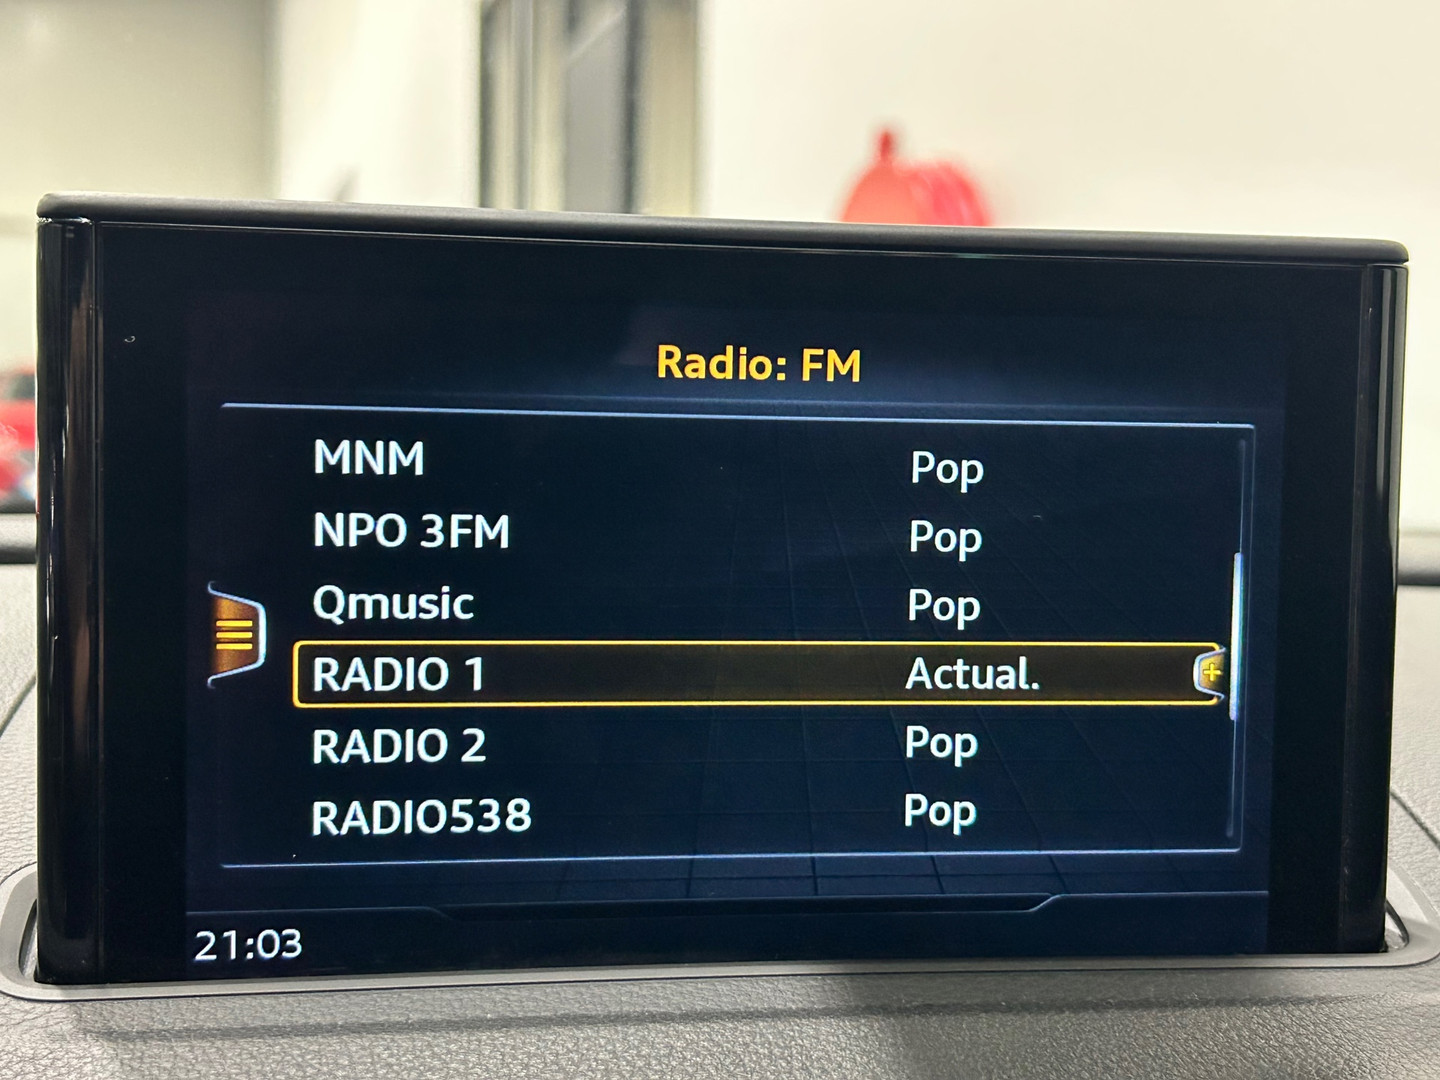 Radio: FM
MNM Pop
NPO 3FM Pop
Qmusic Pop
RADIO 1 Actual.
RADIO 2 Pop
RADIO538 Pop
21:03